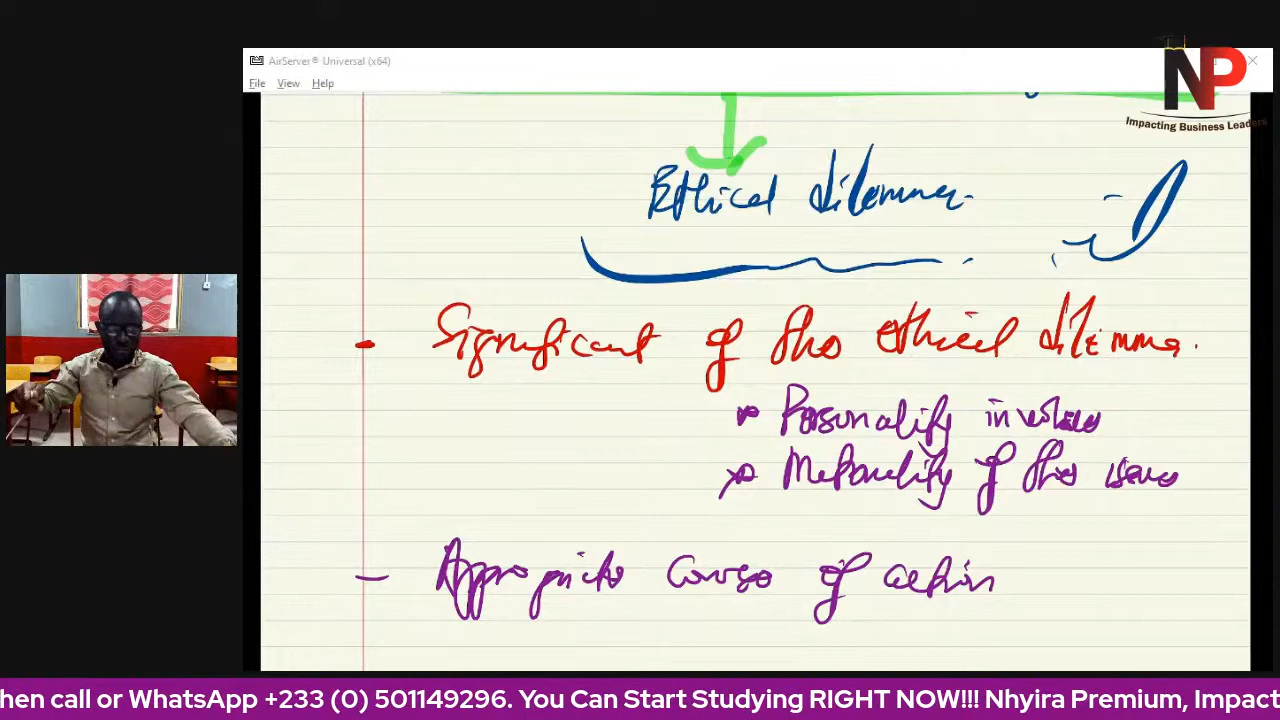 AirServer® Universal (x64)
File View Help
NP
Impacting Business Leaders
Ethical dilemma.
- Significant of the ethical dilemma.
Personality involved
Materiality of the issues
- Appropriate Course of action
hen call or WhatsApp +233 (0) 501149296. You Can Start Studying RIGHT NOW!!! Nhyira Premium, Impact